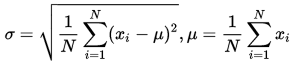 σ = √(1/N ∑_{i=1}^{N} (x_i − μ)²), μ = 1/N ∑_{i=1}^{N} x_i